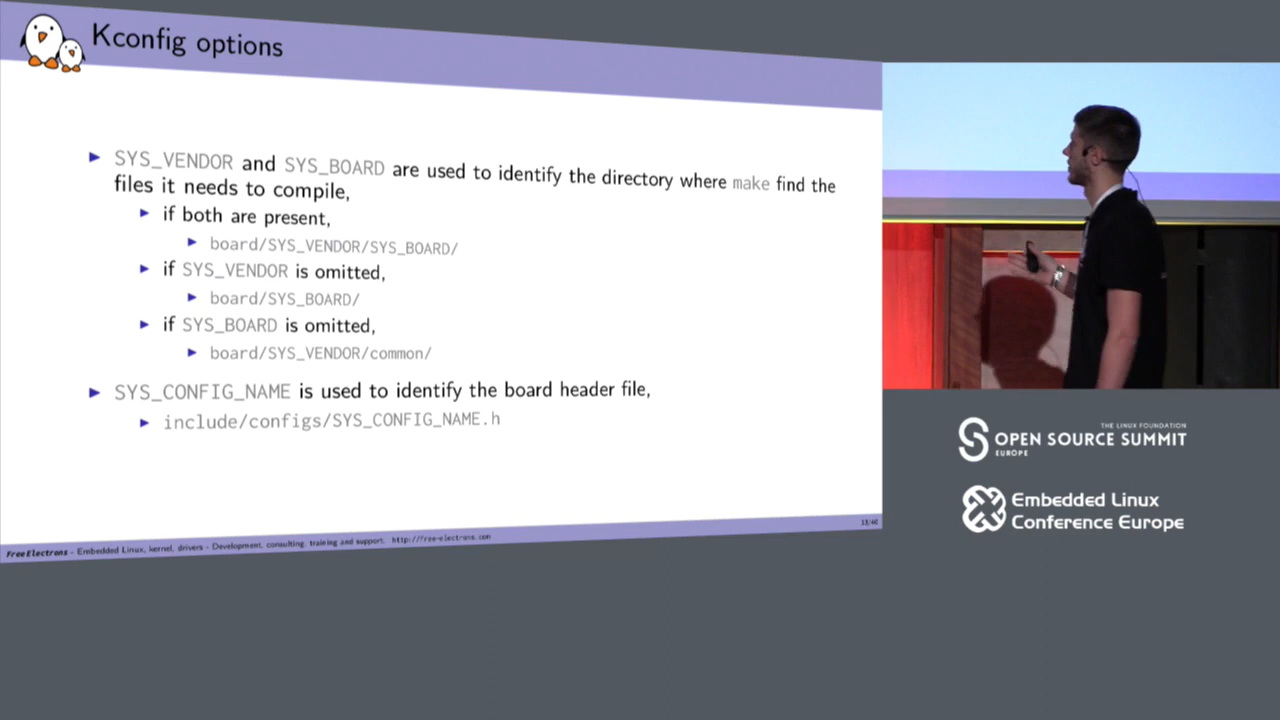 Kconfig options
► SYS_VENDOR and SYS_BOARD are used to identify the directory where make find the
files it needs to compile,
► if both are present,
► board/SYS_VENDOR/SYS_BOARD/
► if SYS_VENDOR is omitted,
► board/SYS_BOARD/
► if SYS_BOARD is omitted,
► board/SYS_VENDOR/common/
► SYS_CONFIG_NAME is used to identify the board header file,
► include/configs/SYS_CONFIG_NAME.h
Free Electrons - Embedded Linux, kernel, drivers - Development, consulting, training and support. http://free-electrons.com
THE LINUX FOUNDATION
OPEN SOURCE SUMMIT
EUROPE
Embedded Linux
Conference Europe